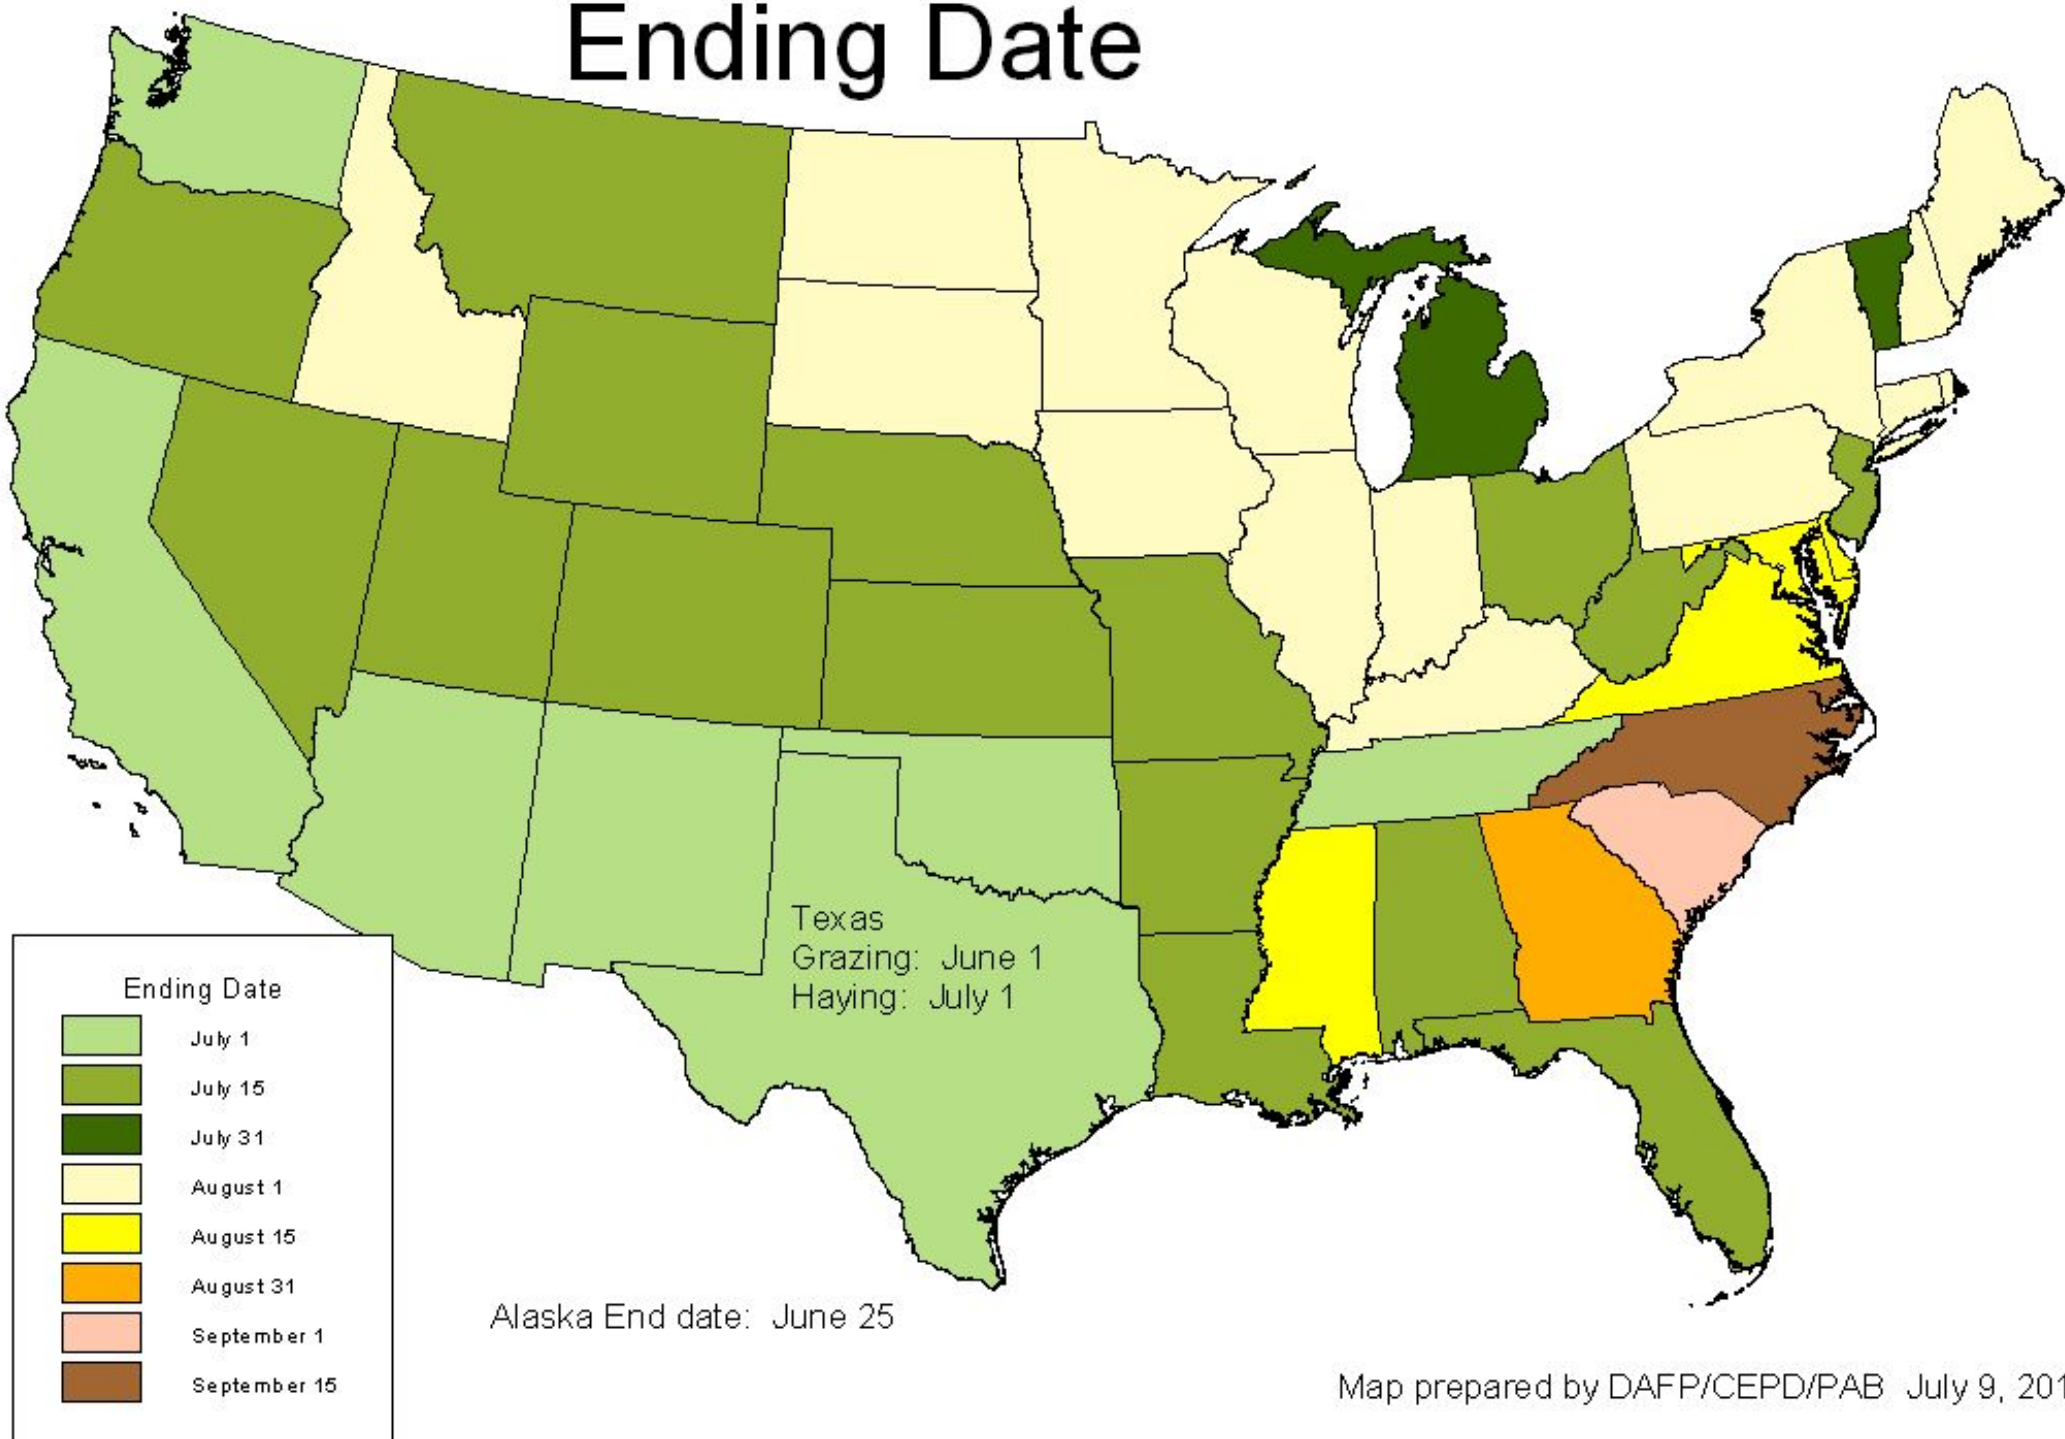 Ending Date
Texas
Grazing: June 1
Haying: July 1
Ending Date
July 1
July 15
July 31
August 1
August 15
August 31
September 1
September 15
Alaska End date: June 25
Map prepared by DAFP/CEPD/PAB July 9, 201